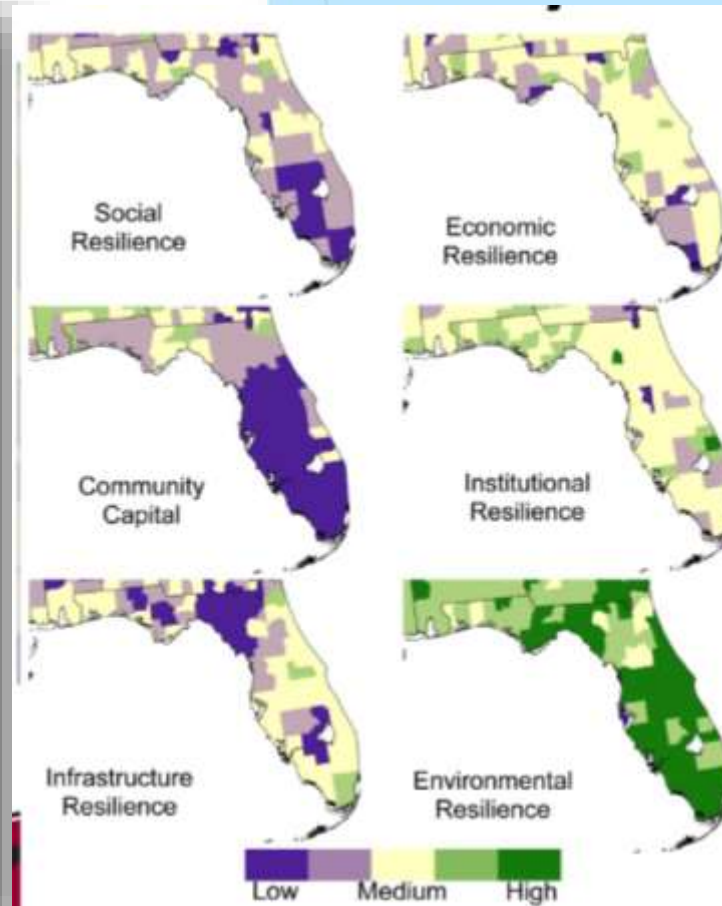 Social
Resilience
Economic
Resilience
Community
Capital
Institutional
Resilience
Infrastructure
Resilience
Environmental
Resilience
Low Medium High